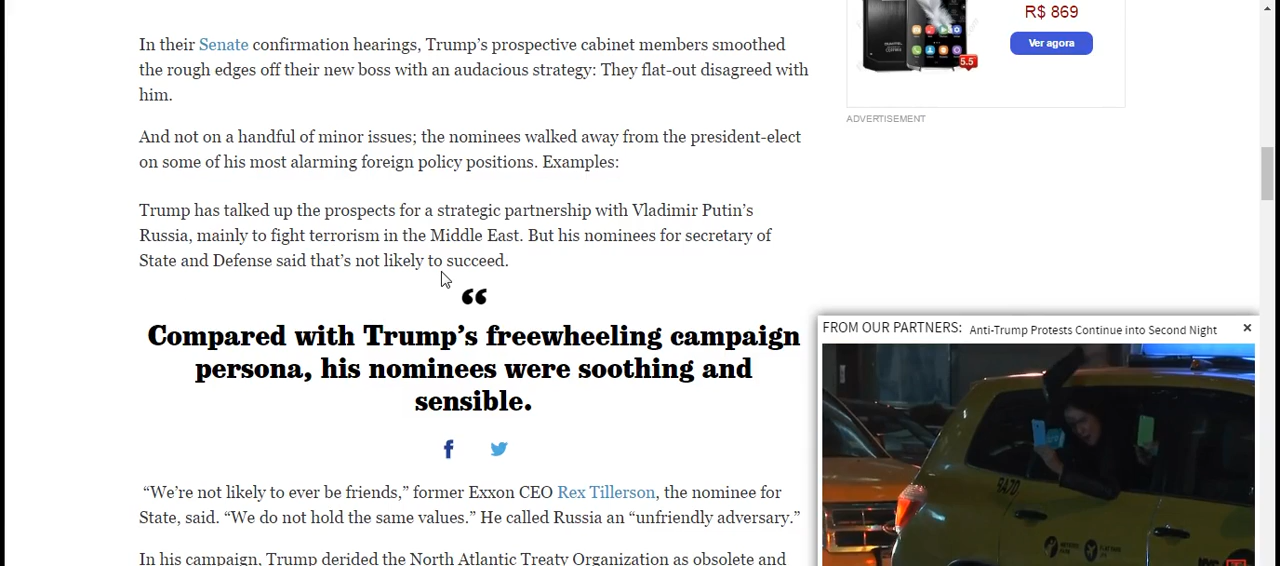 R$ 869
Ver agora
5.5
ADVERTISEMENT
In their Senate confirmation hearings, Trump’s prospective cabinet members smoothed
the rough edges off their new boss with an audacious strategy: They flat-out disagreed with
him.
And not on a handful of minor issues; the nominees walked away from the president-elect
on some of his most alarming foreign policy positions. Examples:
Trump has talked up the prospects for a strategic partnership with Vladimir Putin’s
Russia, mainly to fight terrorism in the Middle East. But his nominees for secretary of
State and Defense said that’s not likely to succeed.
“
Compared with Trump’s freewheeling campaign
persona, his nominees were soothing and
sensible.
“We’re not likely to ever be friends,” former Exxon CEO Rex Tillerson, the nominee for
State, said. “We do not hold the same values.” He called Russia an “unfriendly adversary.”
In his campaign, Trump derided the North Atlantic Treaty Organization as obsolete and
FROM OUR PARTNERS: Anti-Trump Protests Continue into Second Night